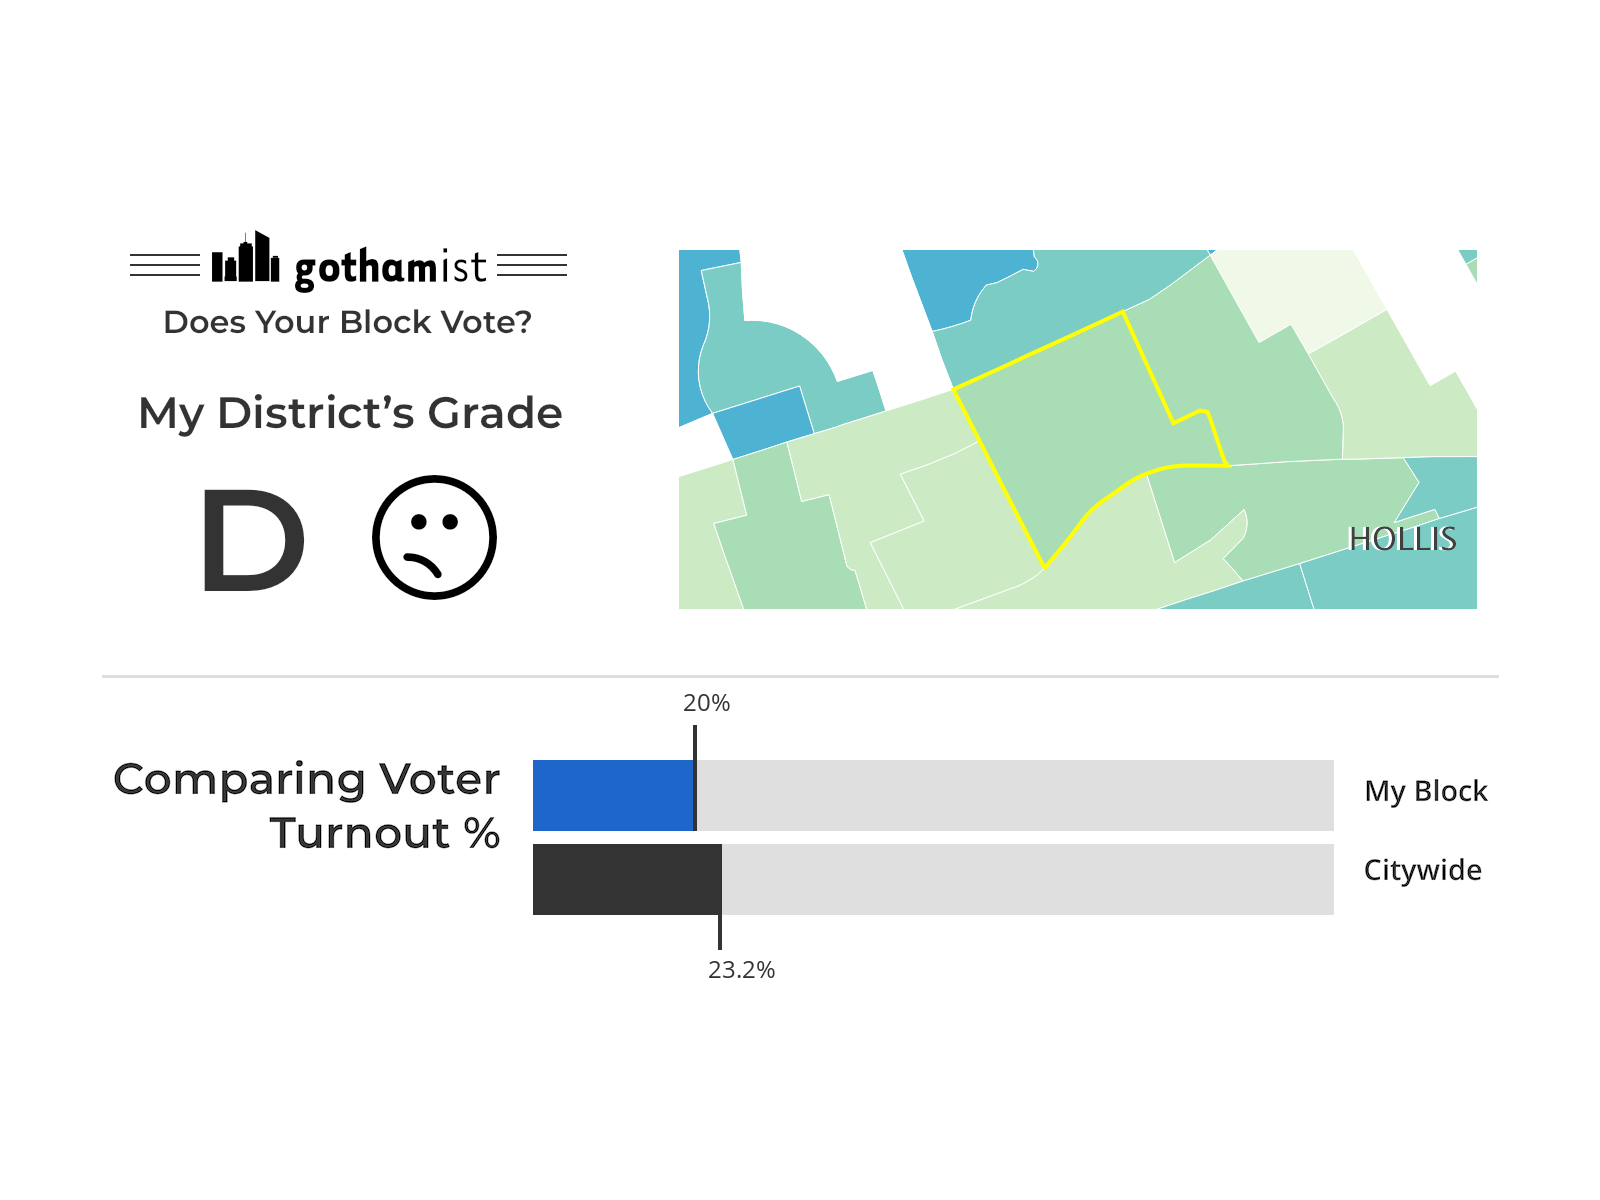 gothamist
Does Your Block Vote?
My District’s Grade
D
HOLLIS
20%
Comparing Voter
Turnout %
My Block
Citywide
23.2%